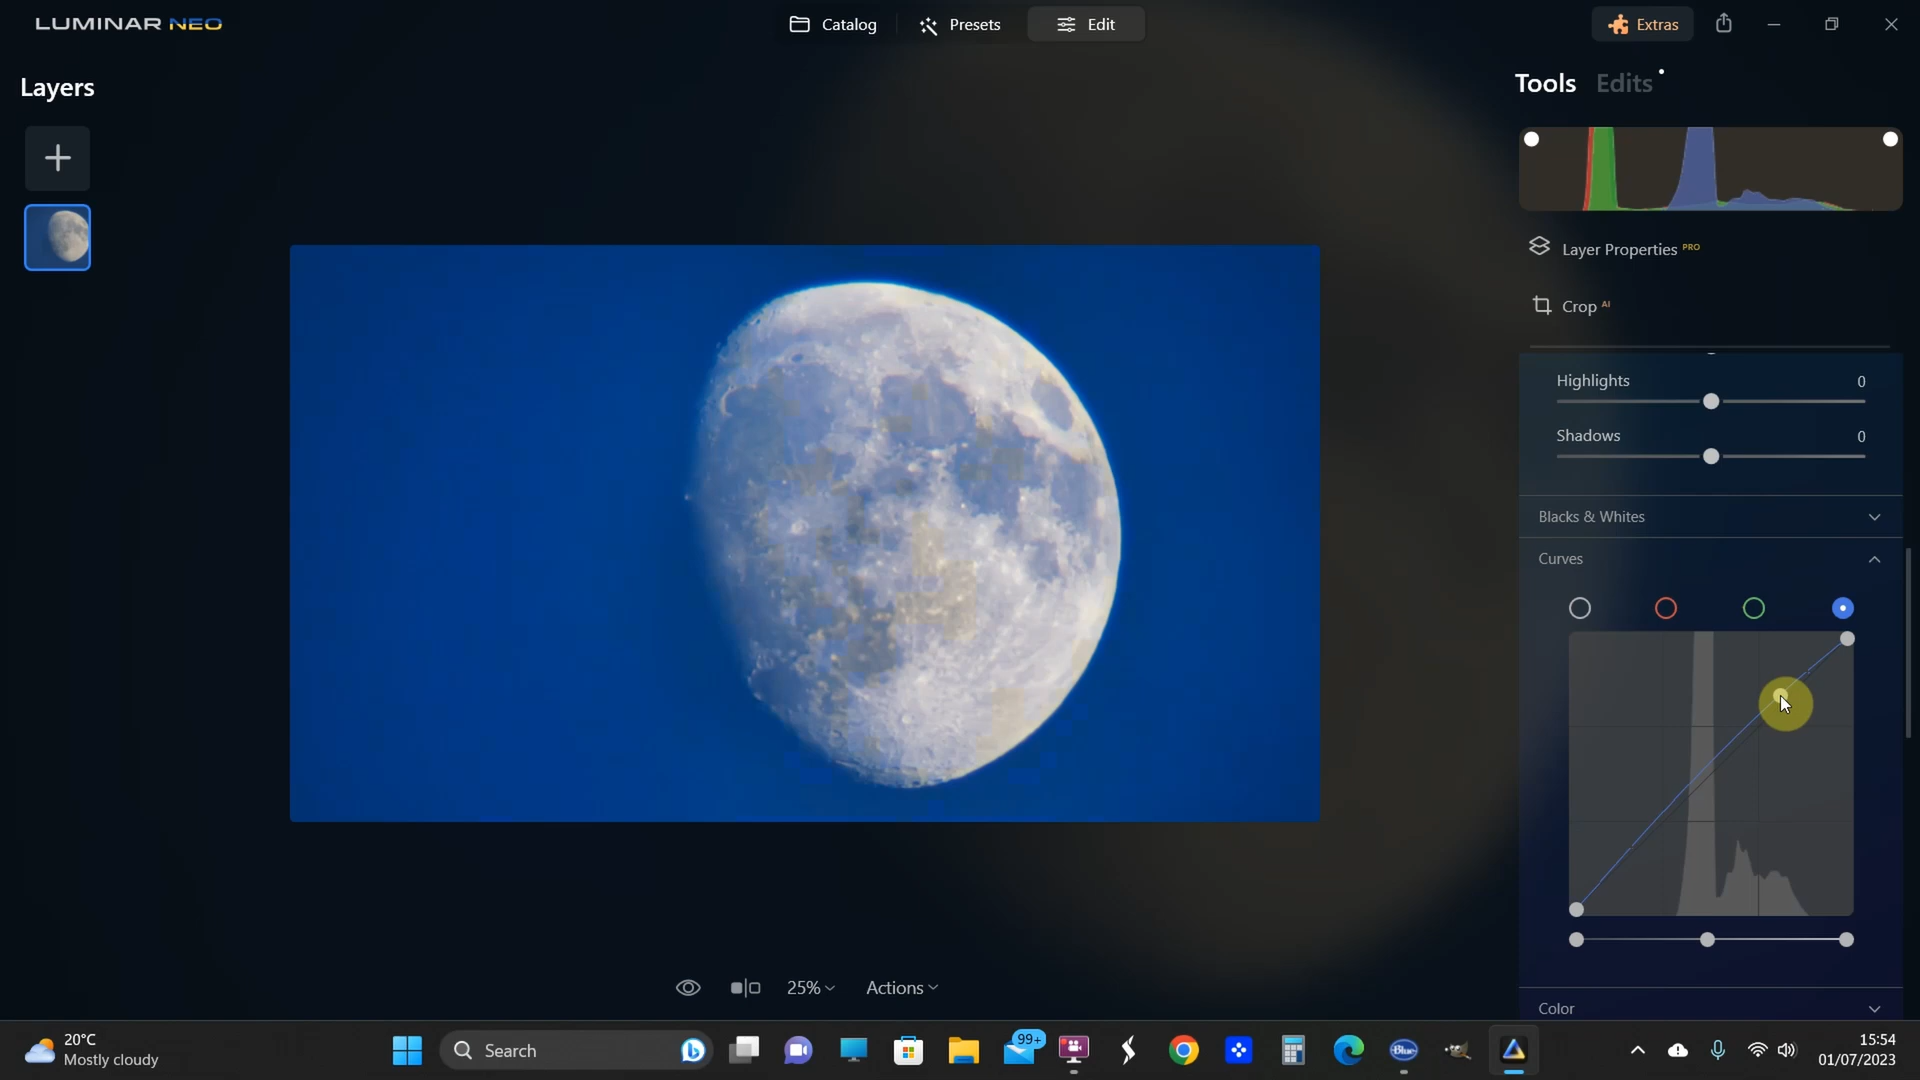 LUMINAR NEO
Catalog
Presets
Edit
Extras
Layers
Tools Edits
Layer Properties PRO
Crop AI
Highlights 0
Shadows 0
Blacks & Whites
Curves
25%
Actions
Color
20°C
Mostly cloudy
Search
99+
Blue
15:54
01/07/2023